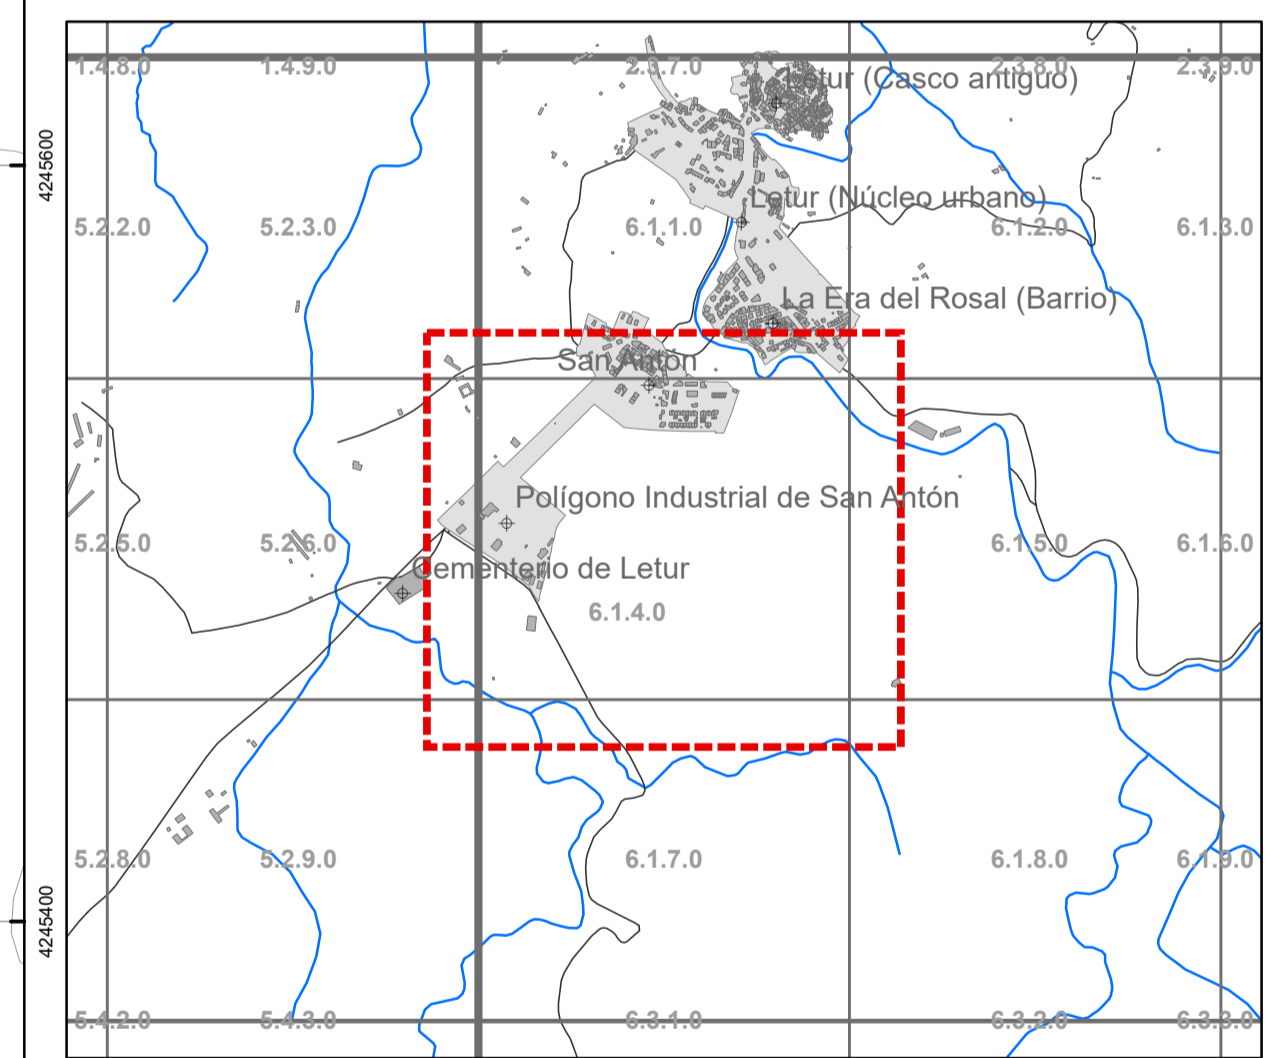 1.4.8.0 1.4.9.0 2.3.7.0 2.3.8.0 2.3.9.0
Letur (Casco antiguo)
4245600
Letur (Núcleo urbano)
5.2.2.0 5.2.3.0 6.1.1.0 6.1.2.0 6.1.3.0
La Era del Rosal (Barrio)
San Antón
Polígono Industrial de San Antón
5.2.5.0 5.2.6.0 6.1.5.0 6.1.6.0
Cementerio de Letur
6.1.4.0
5.2.8.0 5.2.9.0 6.1.7.0 6.1.8.0 6.1.9.0
4245400
5.4.2.0 5.4.3.0 6.3.1.0 6.3.2.0 6.3.3.0